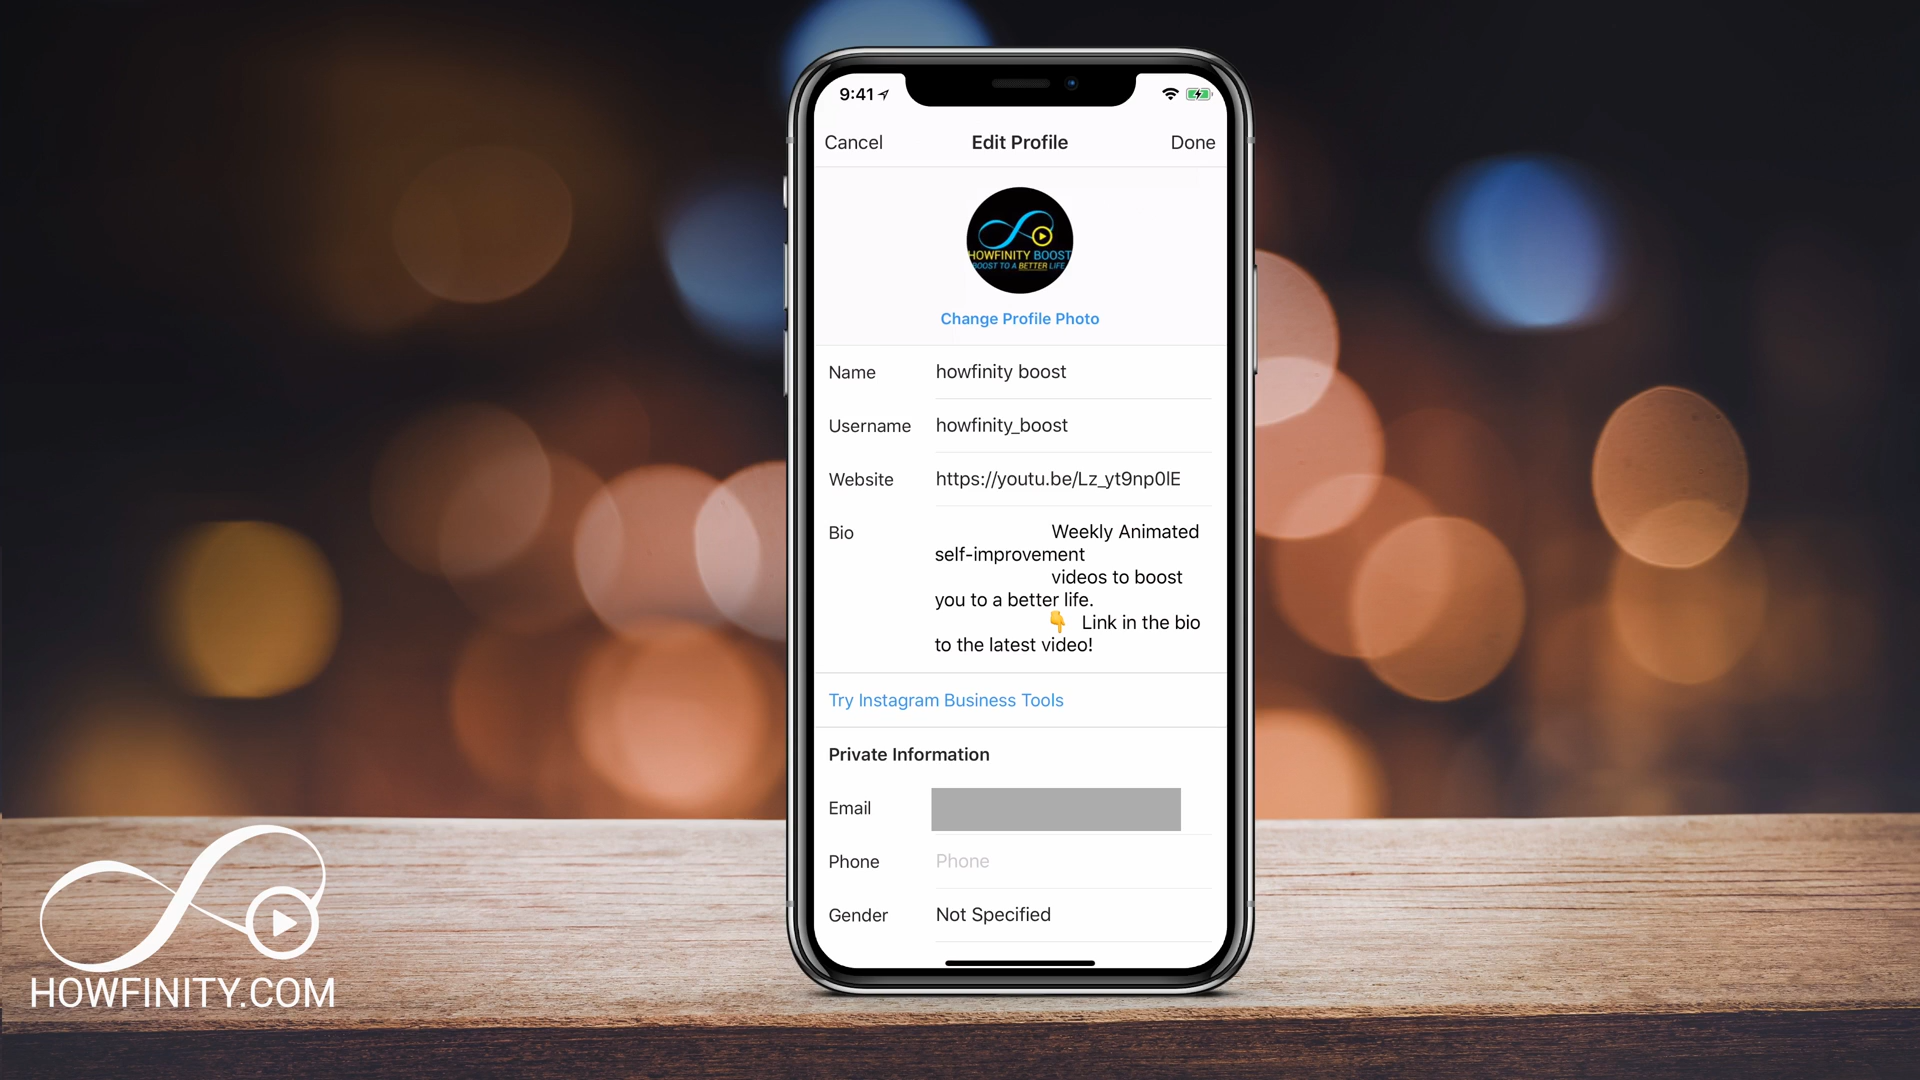 9:41
Cancel Edit Profile Done
HOWFINITY BOOST
BOOST TO A BETTER LIFE
Change Profile Photo
Name howfinity boost
Username howfinity_boost
Website https://youtu.be/Lz_yt9np0lE
Bio Weekly Animated
self-improvement
videos to boost
you to a better life.
👇 Link in the bio
to the latest video!
Try Instagram Business Tools
Private Information
Email
Phone Phone
Gender Not Specified
HOWFINITY.COM